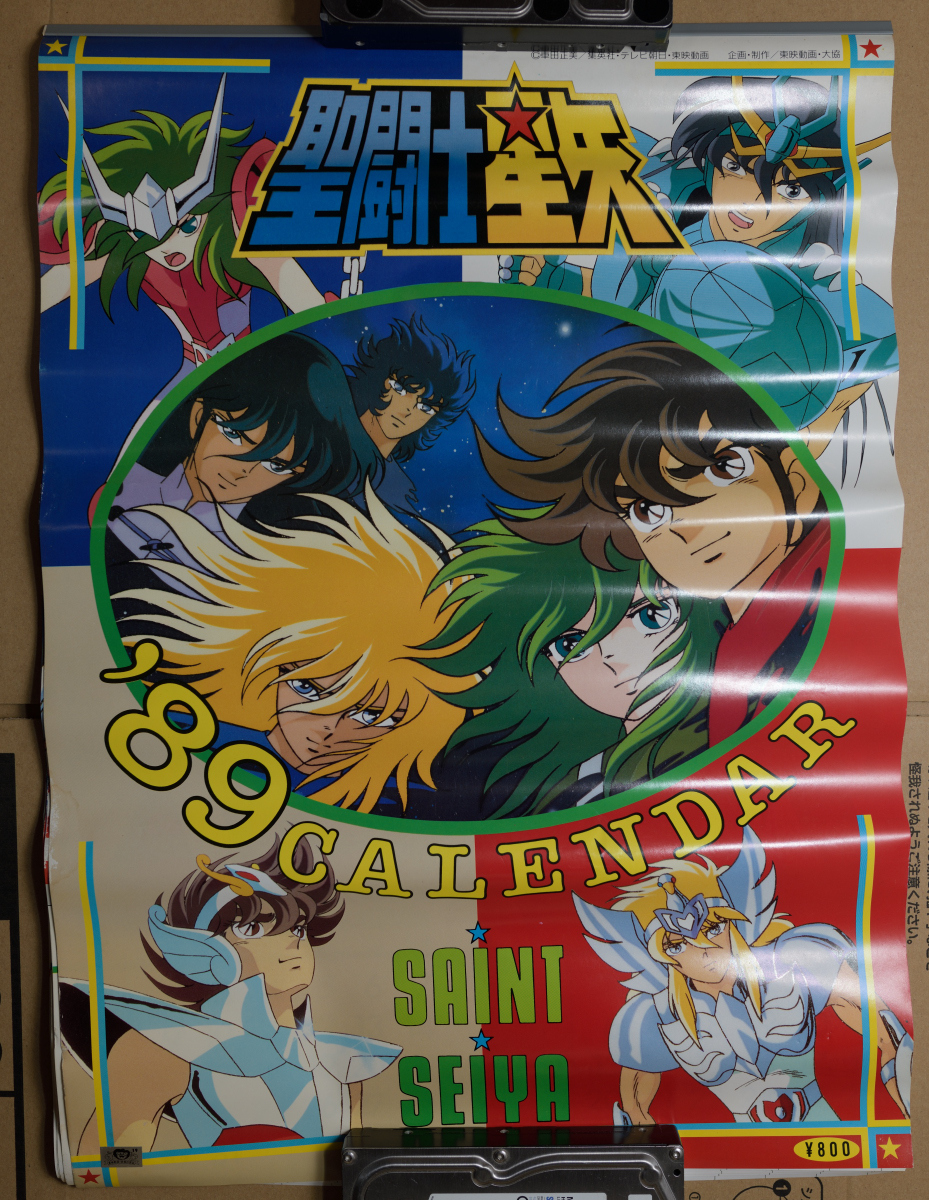 ©車田正美/集英社・テレビ朝日・東映動画 企画・制作/東映動画・大協
聖闘士星矢
'89 CALENDAR
SAINT
SEIYA
¥800
怪我されぬようご注意ください。